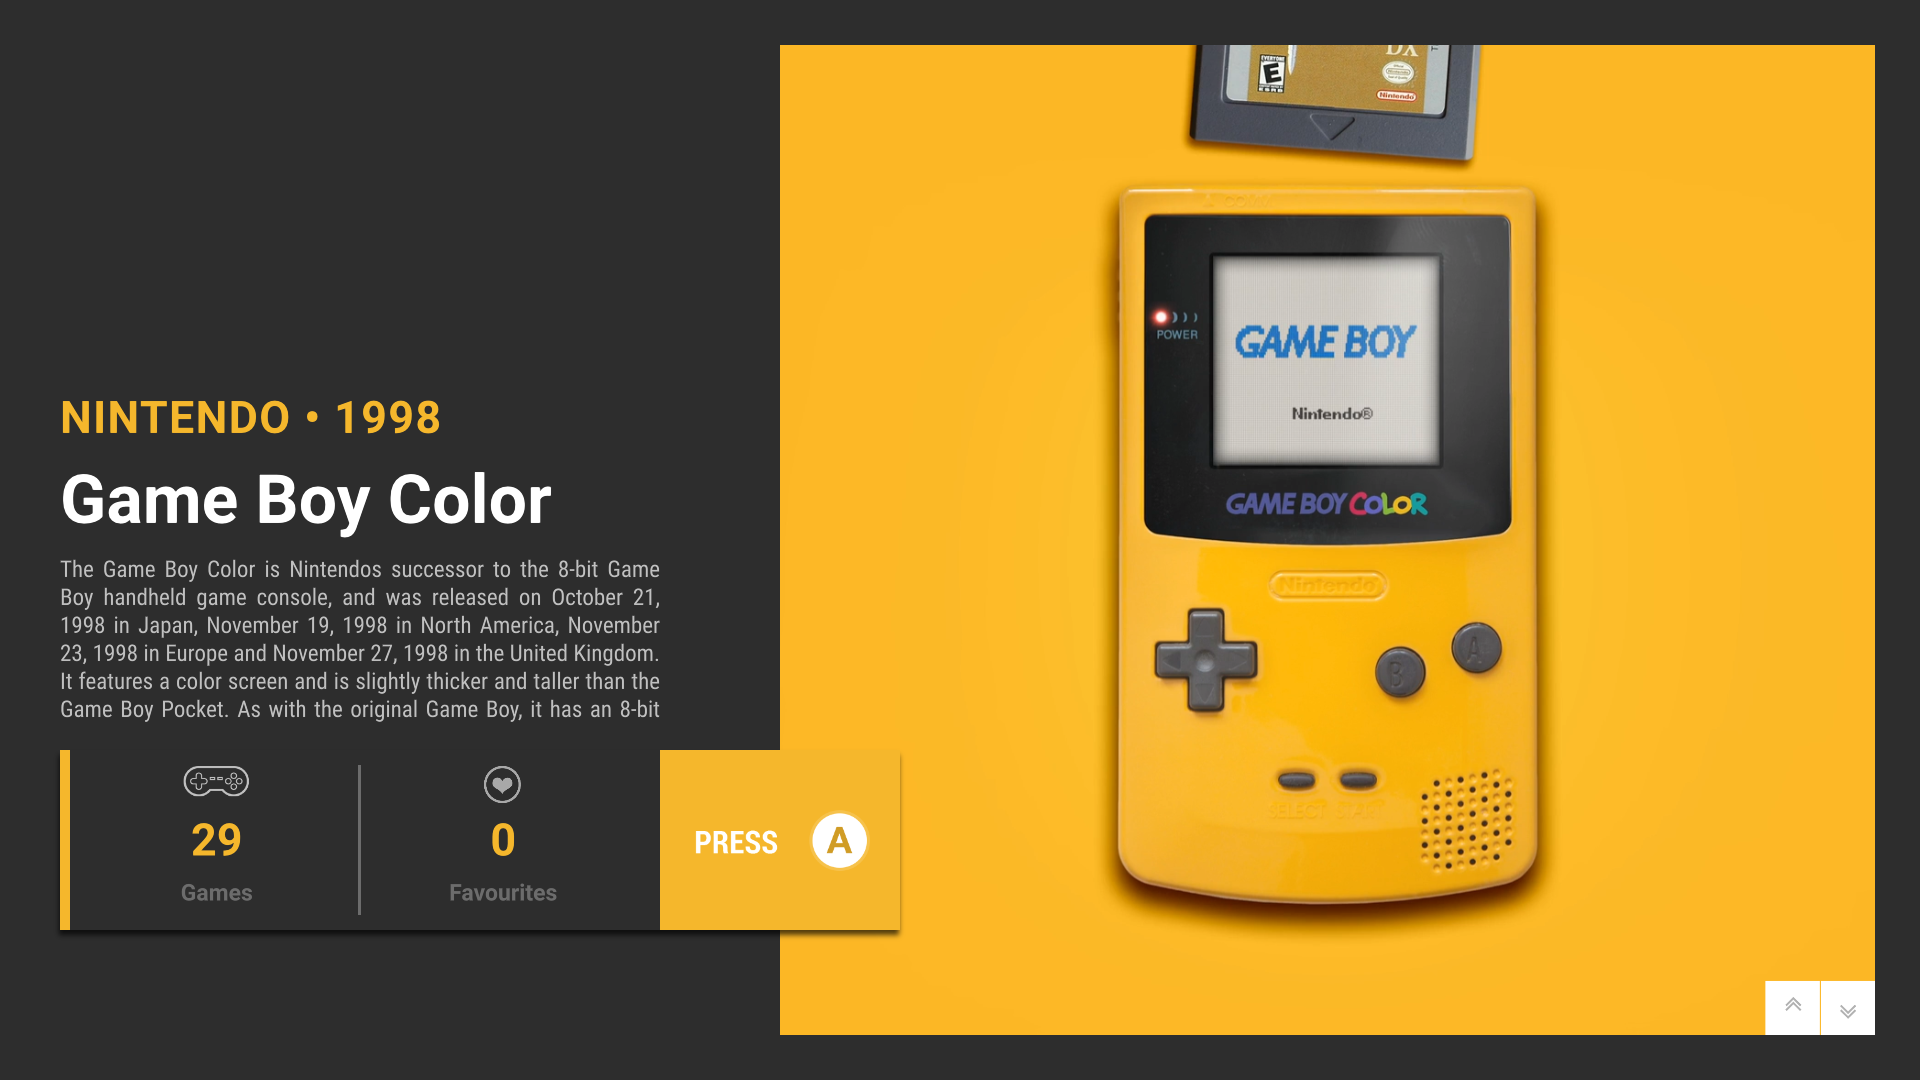 NINTENDO • 1998
Game Boy Color
The Game Boy Color is Nintendos successor to the 8-bit Game
Boy handheld game console, and was released on October 21,
1998 in Japan, November 19, 1998 in North America, November
23, 1998 in Europe and November 27, 1998 in the United Kingdom.
It features a color screen and is slightly thicker and taller than the
Game Boy Pocket. As with the original Game Boy, it has an 8-bit
29
Games
0
Favourites
PRESS A
DX
EVERYONE
E
Nintendo
POWER
GAME BOY
Nintendo®
GAME BOY COLOR
Nintendo
B
A
SELECT START